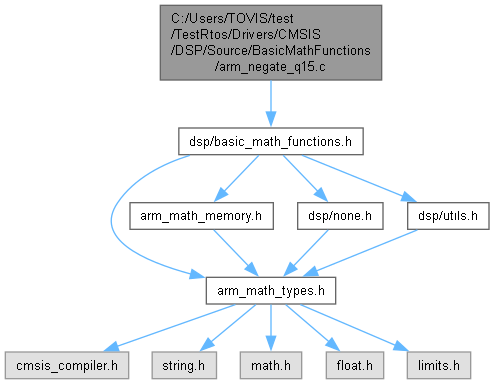 C:/Users/TOVIS/test
/TestRtos/Drivers/CMSIS
/DSP/Source/BasicMathFunctions
/arm_negate_q15.c
dsp/basic_math_functions.h
arm_math_memory.h
dsp/none.h
dsp/utils.h
arm_math_types.h
cmsis_compiler.h
string.h
math.h
float.h
limits.h